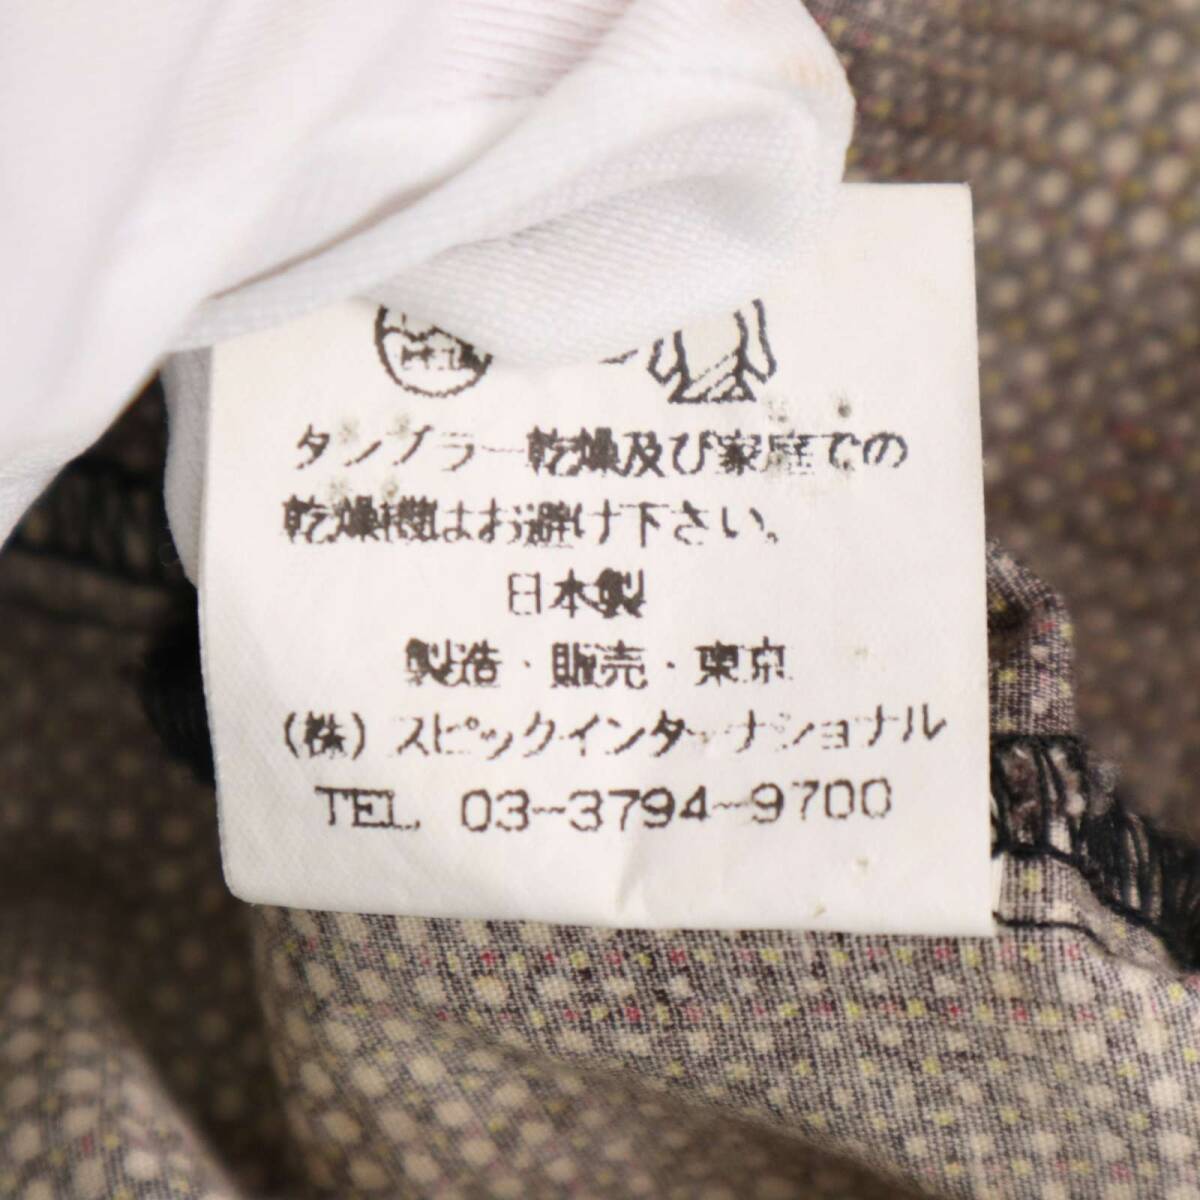 タンブラー乾燥及び家庭での
乾燥機はお避け下さい。
日本製
製造・販売・東京
(株)スピックインターナショナル
TEL. 03-3794-9700